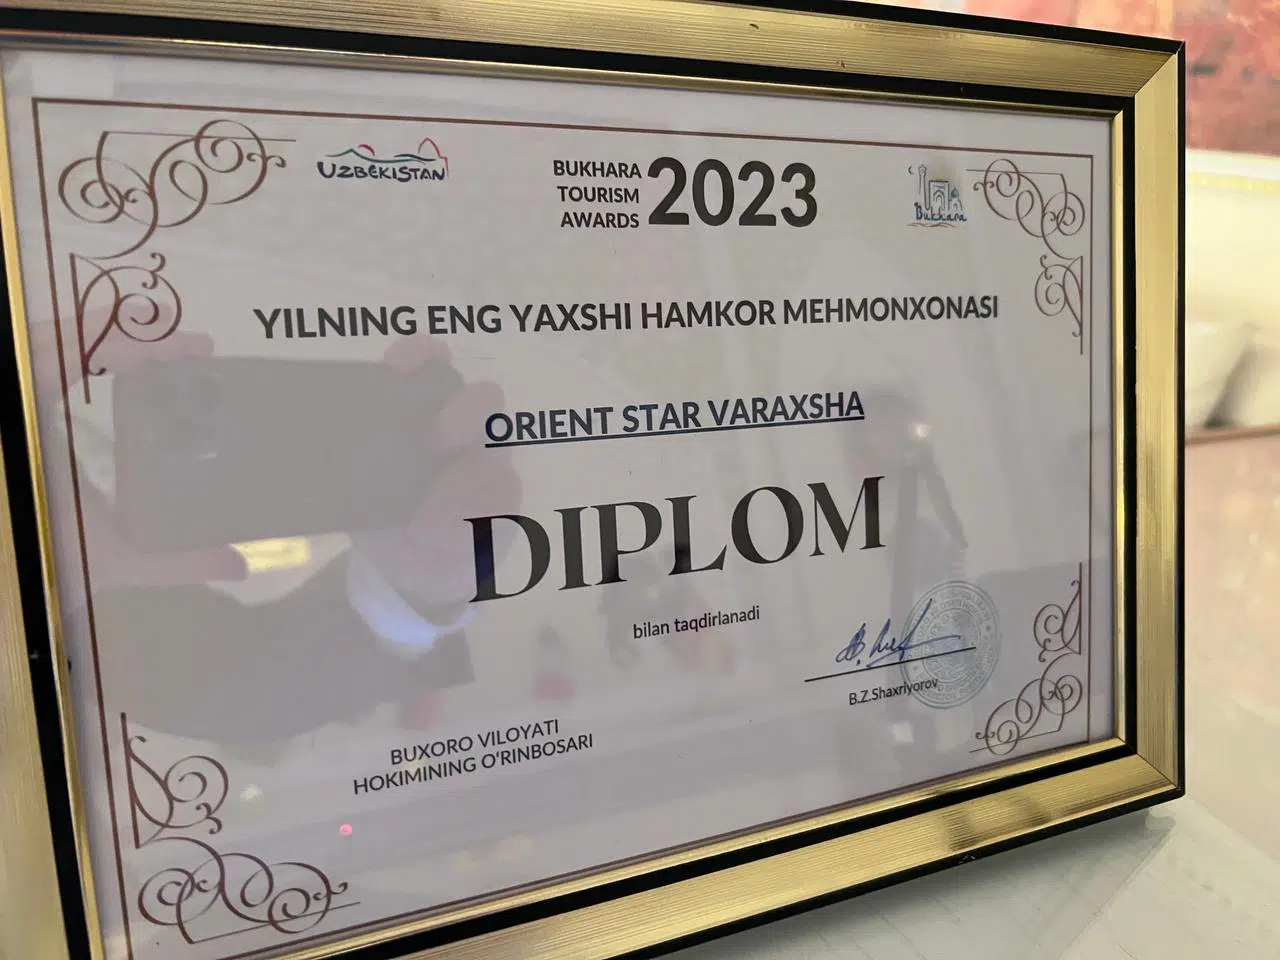 UZBEKISTAN
BUKHARA
TOURISM
AWARDS
2023
Bukhara
YILNING ENG YAXSHI HAMKOR MEHMONXONASI
ORIENT STAR VARAXSHA
DIPLOM
bilan taqdirlanadi
B.Z.Shaxriyorov
BUXORO VILOYATI
HOKIMINING O'RINBOSARI